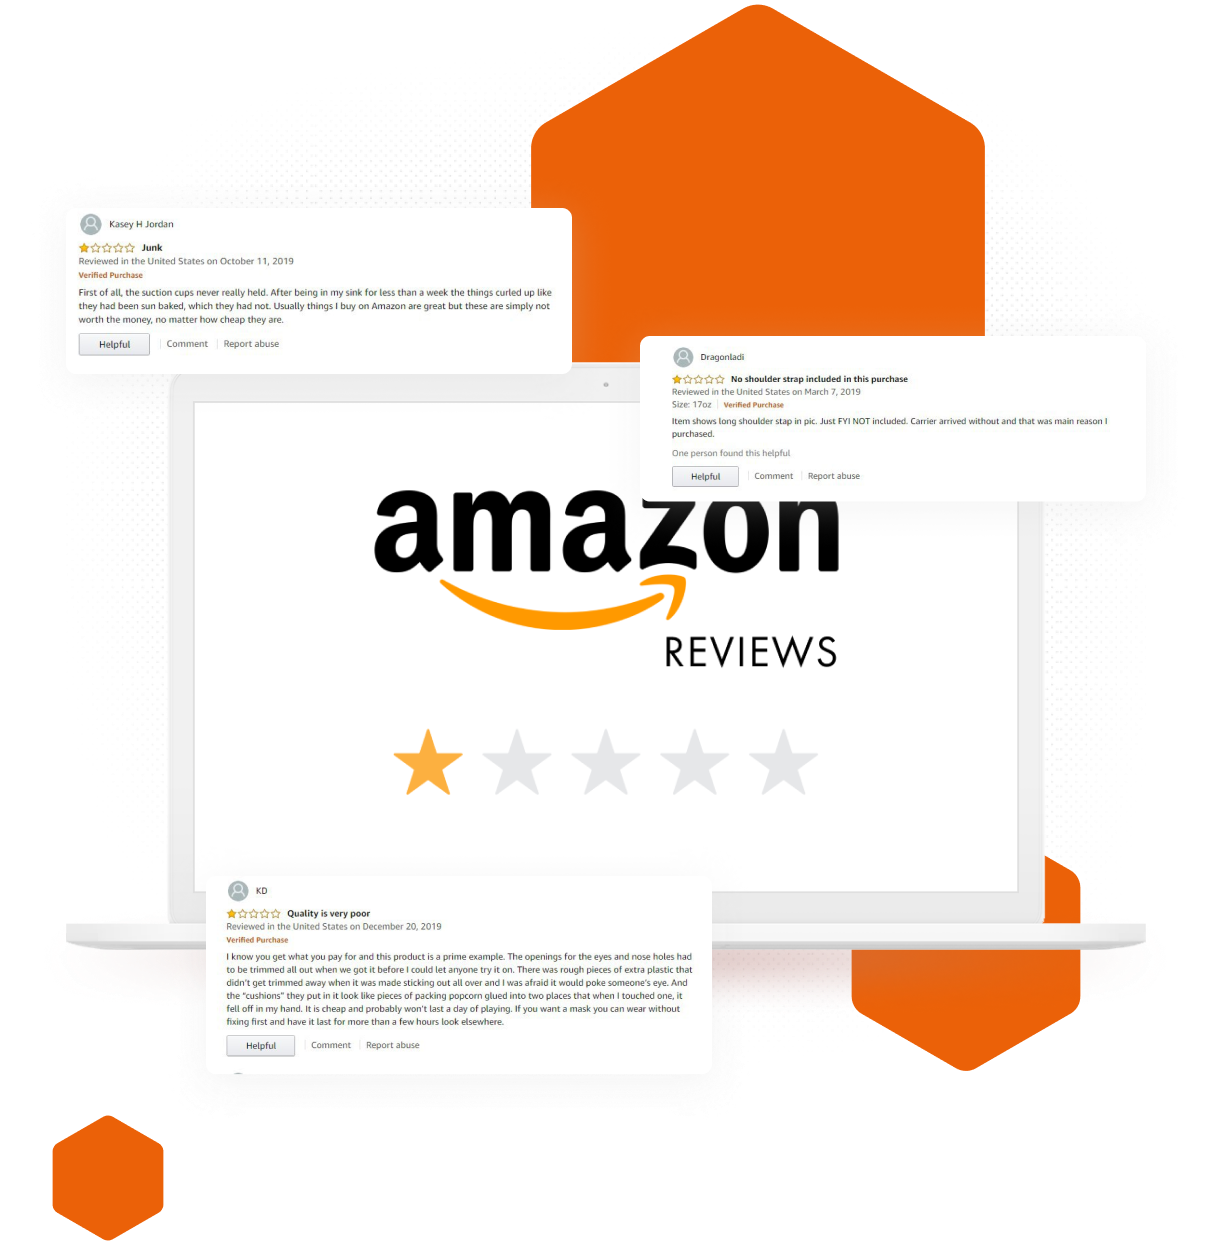 Kasey H Jordan
Junk
Reviewed in the United States on October 11, 2019
Verified Purchase
First of all, the suction cups never really held. After being in my sink for less than a week the things curled up like
they had been sun baked, which they had not. Usually things I buy on Amazon are great but these are simply not
worth the money, no matter how cheap they are.
Helpful Comment Report abuse
Dragonladi
No shoulder strap included in this purchase
Reviewed in the United States on March 7, 2019
Size: 17oz Verified Purchase
Item shows long shoulder stap in pic. Just FYI NOT included. Carrier arrived without and that was main reason I
purchased.
One person found this helpful
Helpful Comment Report abuse
amazon
REVIEWS
KD
Quality is very poor
Reviewed in the United States on December 20, 2019
Verified Purchase
I know you get what you pay for and this product is a prime example. The openings for the eyes and nose holes had
to be trimmed all out when we got it before I could let anyone try it on. There was rough pieces of extra plastic that
didn't get trimmed away when it was made sticking out all over and I was afraid it would poke someone's eye. And
the “cushions” they put in it look like pieces of packing popcorn glued into two places that when I touched one, it
fell off in my hand. It is cheap and probably won't last a day of playing. If you want a mask you can wear without
fixing first and have it last for more than a few hours look elsewhere.
Helpful Comment Report abuse